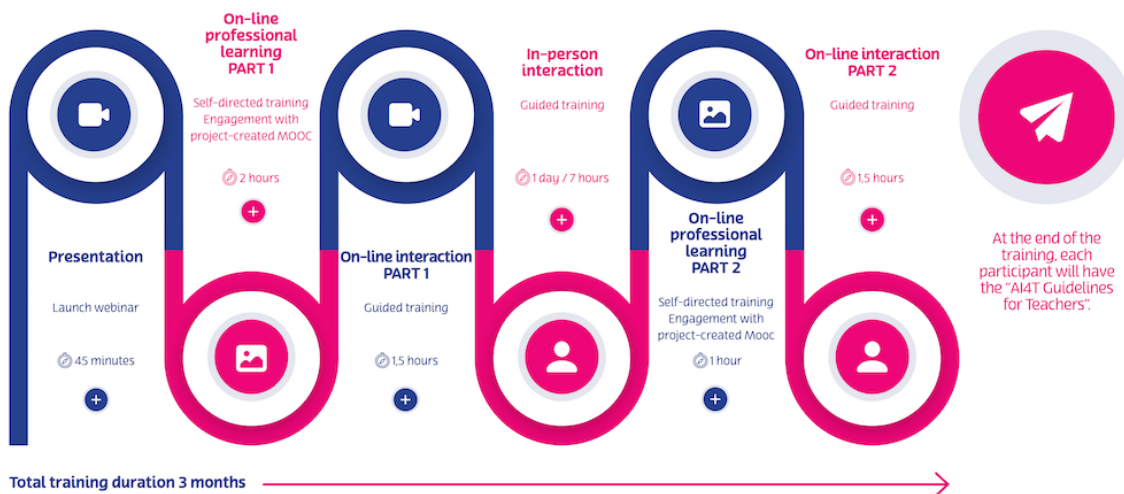 On-line
professional
learning
PART 1
Self-directed training
Engagement with
project-created MOOC
2 hours
In-person
interaction
Guided training
1 day / 7 hours
On-line interaction
PART 2
Guided training
1,5 hours
Presentation
Launch webinar
45 minutes
On-line interaction
PART 1
Guided training
1,5 hours
On-line
professional
learning
PART 2
Self-directed training
Engagement with
project-created Mooc
1 hour
At the end of the
training, each
participant will have
the "AI4T Guidelines
for Teachers".
Total training duration 3 months